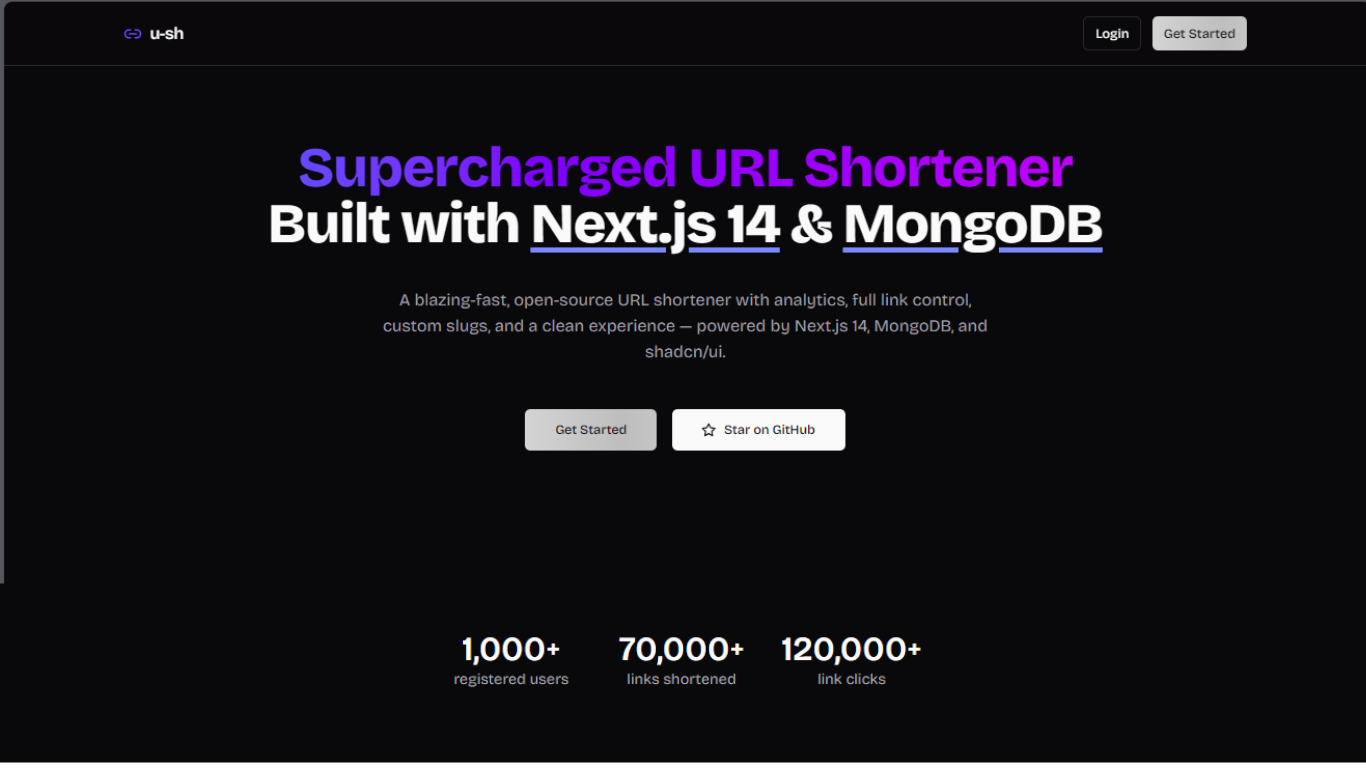 u-sh
Login
Get Started
Supercharged URL Shortener
Built with Next.js 14 & MongoDB
A blazing-fast, open-source URL shortener with analytics, full link control,
custom slugs, and a clean experience — powered by Next.js 14, MongoDB, and
shadcn/ui.
Get Started
Star on GitHub
1,000+
registered users
70,000+
links shortened
120,000+
link clicks